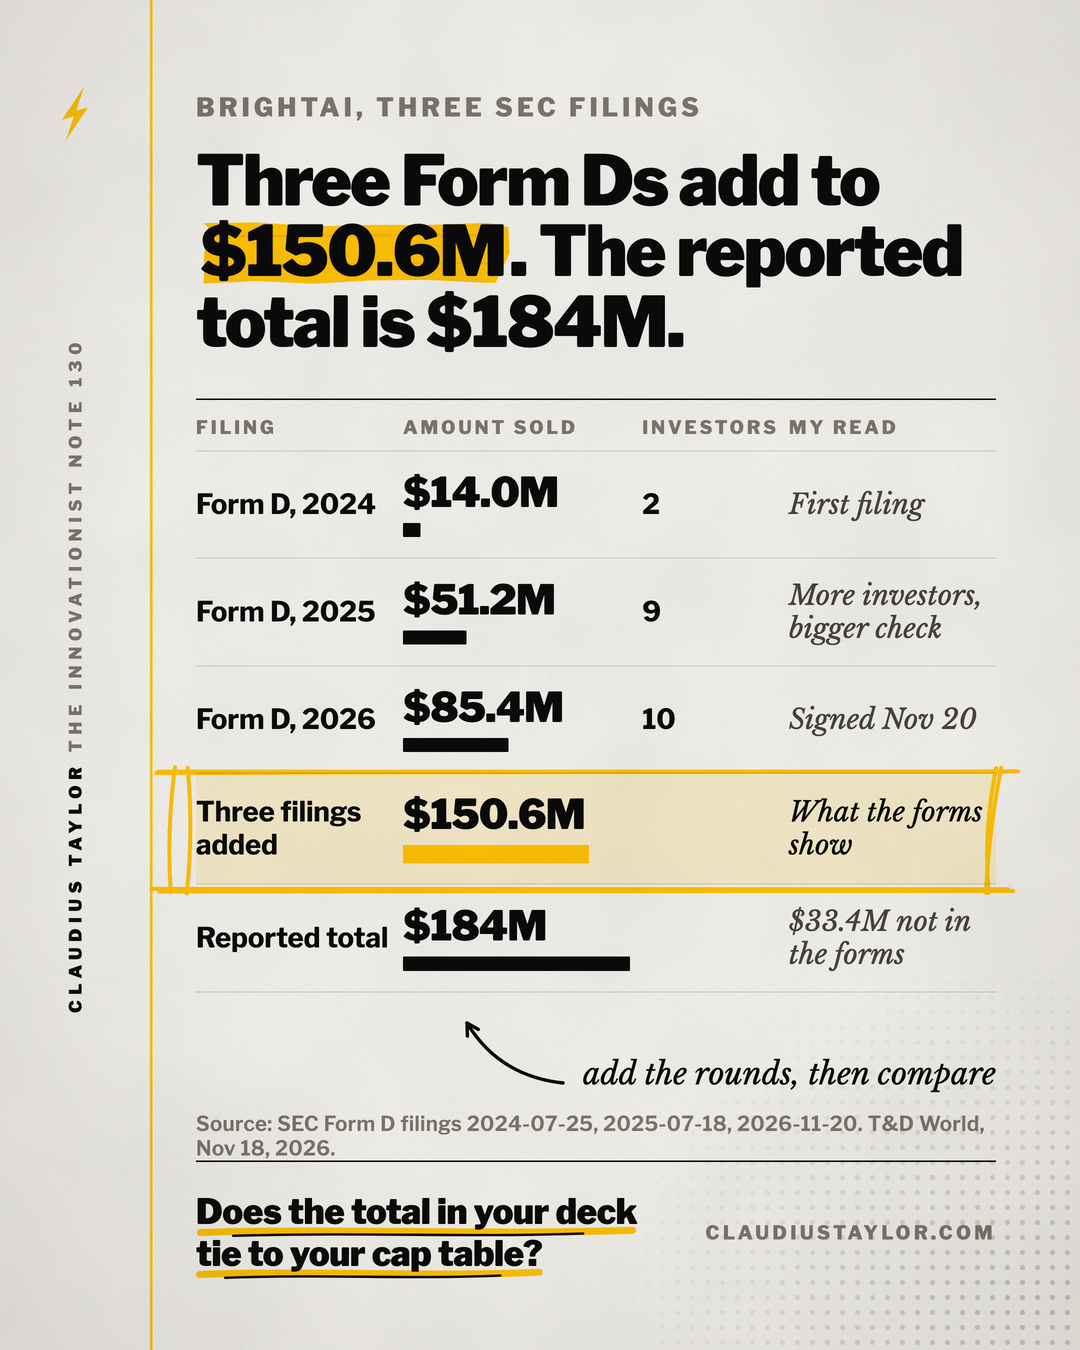 BRIGHTAI, THREE SEC FILINGS
Three Form Ds add to
$150.6M. The reported
total is $184M.
FILING AMOUNT SOLD INVESTORS MY READ
Form D, 2024 $14.0M 2 First filing
Form D, 2025 $51.2M 9 More investors,
bigger check
Form D, 2026 $85.4M 10 Signed Nov 20
Three filings
added
$150.6M
What the forms
show
Reported total $184M $33.4M not in
the forms
add the rounds, then compare
Source: SEC Form D filings 2024-07-25, 2025-07-18, 2026-11-20. T&D World,
Nov 18, 2026.
Does the total in your deck
tie to your cap table?
CLAUDIUSTAYLOR.COM
CLAUDIUS TAYLOR THE INNOVATIONIST NOTE 130